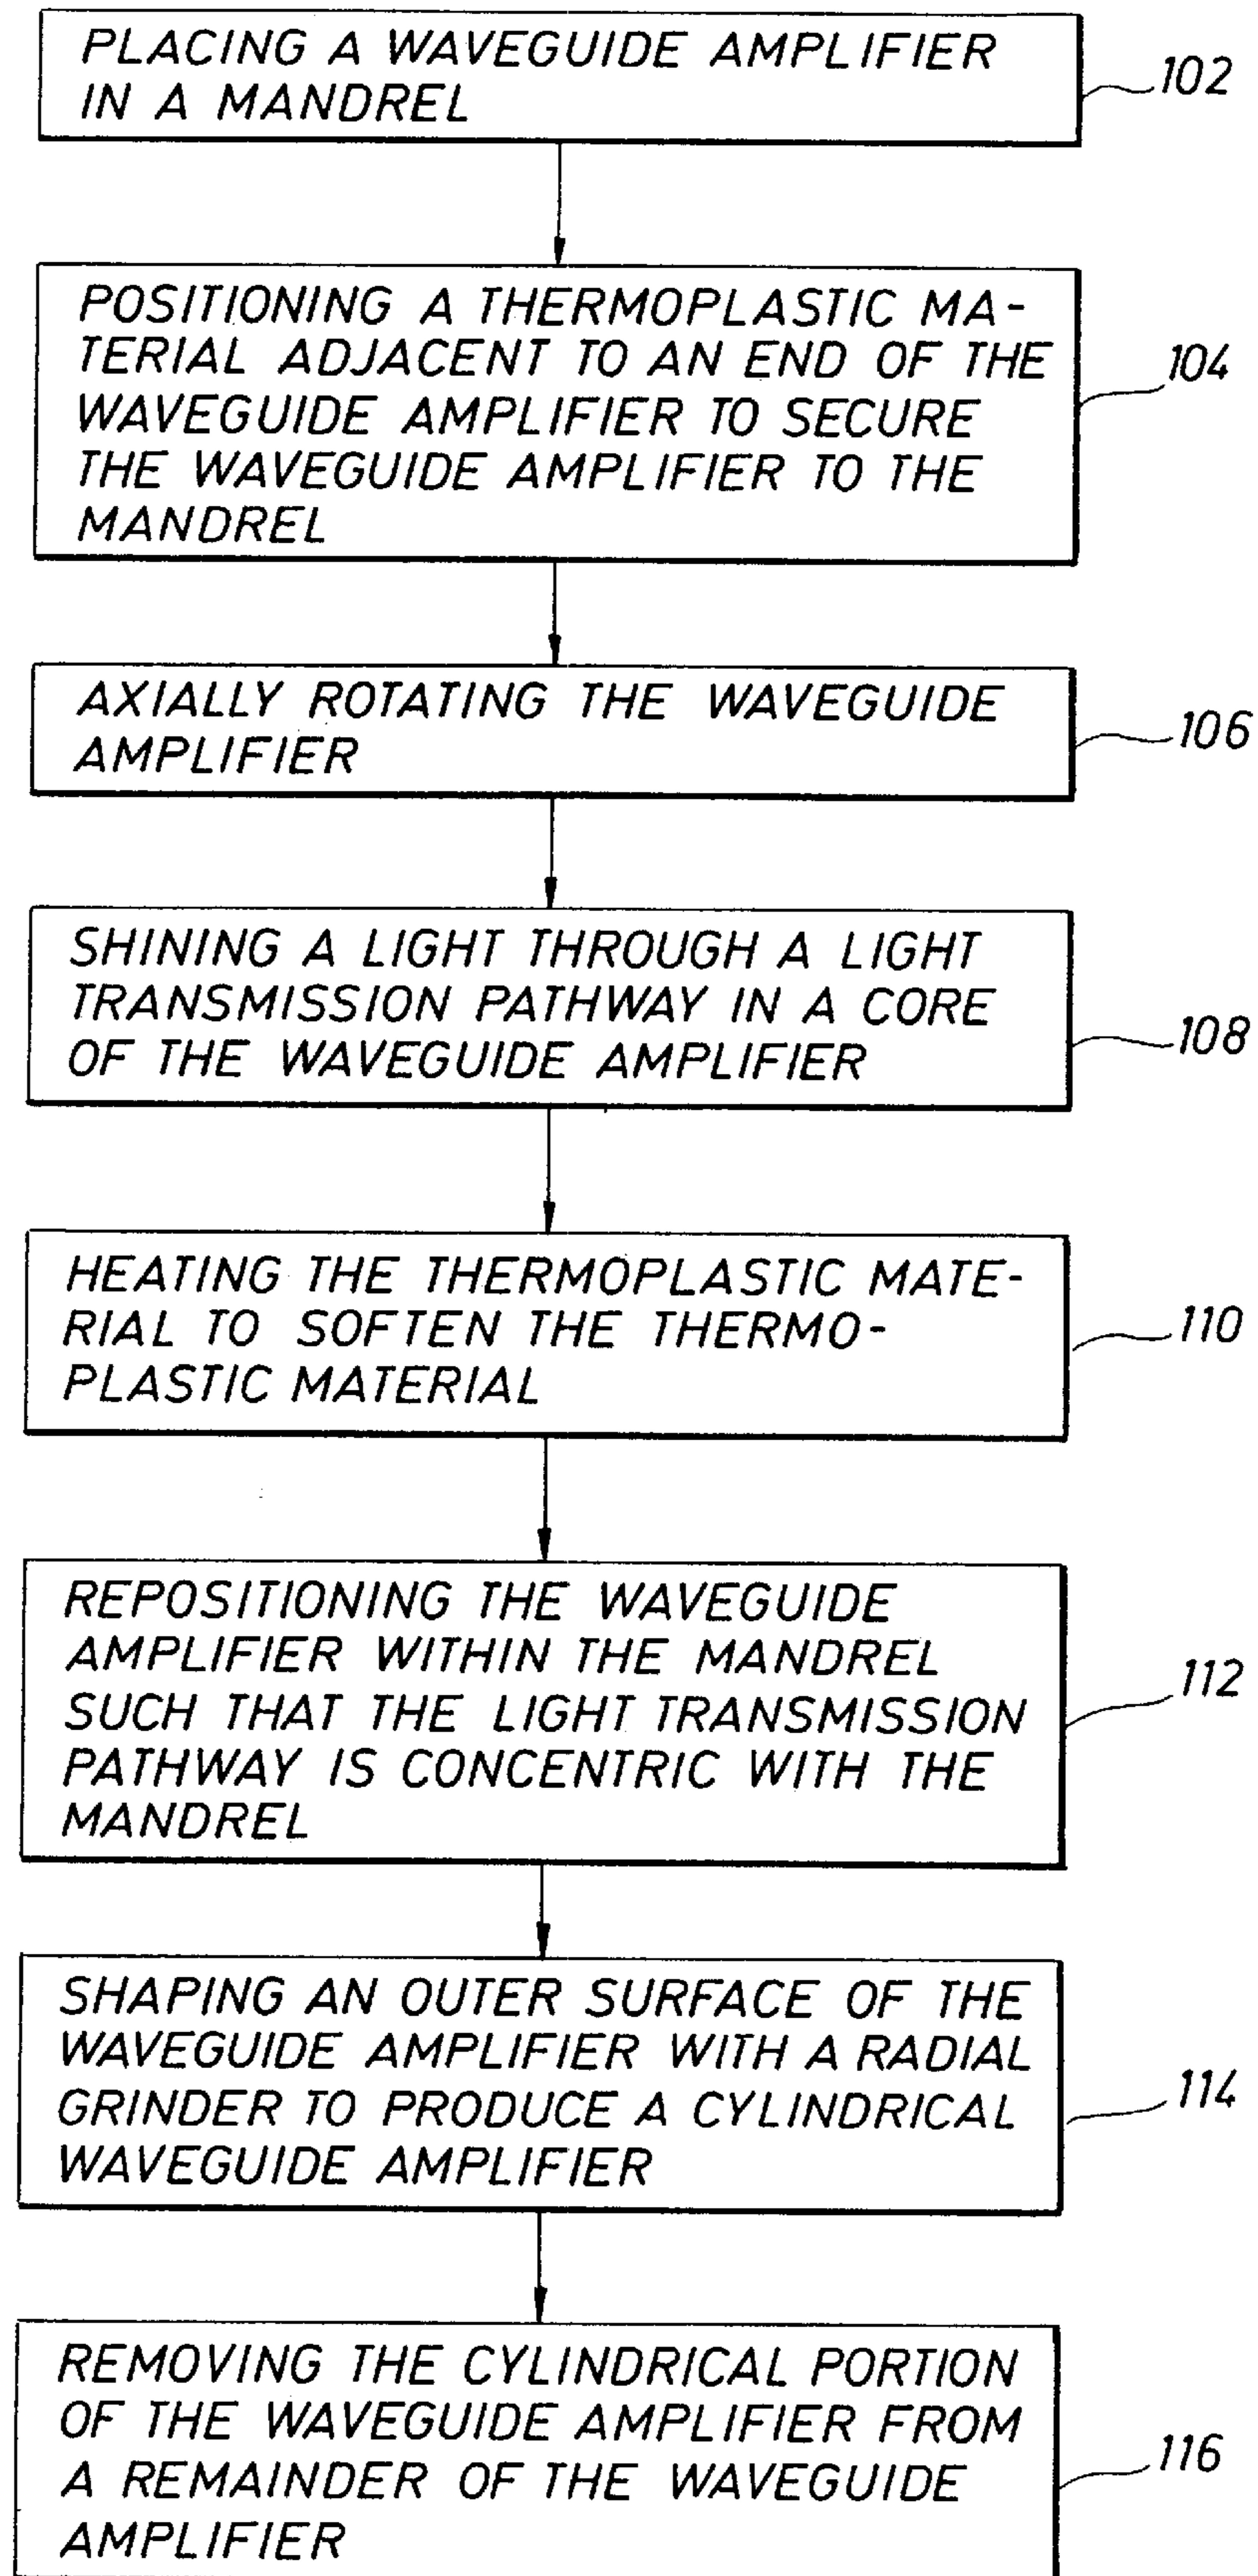 PLACING A WAVEGUIDE AMPLIFIER
IN A MANDREL
102
POSITIONING A THERMOPLASTIC MA-
TERIAL ADJACENT TO AN END OF THE
WAVEGUIDE AMPLIFIER TO SECURE
THE WAVEGUIDE AMPLIFIER TO THE
MANDREL
104
AXIALLY ROTATING THE WAVEGUIDE
AMPLIFIER
106
SHINING A LIGHT THROUGH A LIGHT
TRANSMISSION PATHWAY IN A CORE
OF THE WAVEGUIDE AMPLIFIER
108
HEATING THE THERMOPLASTIC MATE-
RIAL TO SOFTEN THE THERMO-
PLASTIC MATERIAL
110
REPOSITIONING THE WAVEGUIDE
AMPLIFIER WITHIN THE MANDREL
SUCH THAT THE LIGHT TRANSMISSION
PATHWAY IS CONCENTRIC WITH THE
MANDREL
112
SHAPING AN OUTER SURFACE OF THE
WAVEGUIDE AMPLIFIER WITH A RADIAL
GRINDER TO PRODUCE A CYLINDRICAL
WAVEGUIDE AMPLIFIER
114
REMOVING THE CYLINDRICAL PORTION
OF THE WAVEGUIDE AMPLIFIER FROM
A REMAINDER OF THE WAVEGUIDE
AMPLIFIER
116